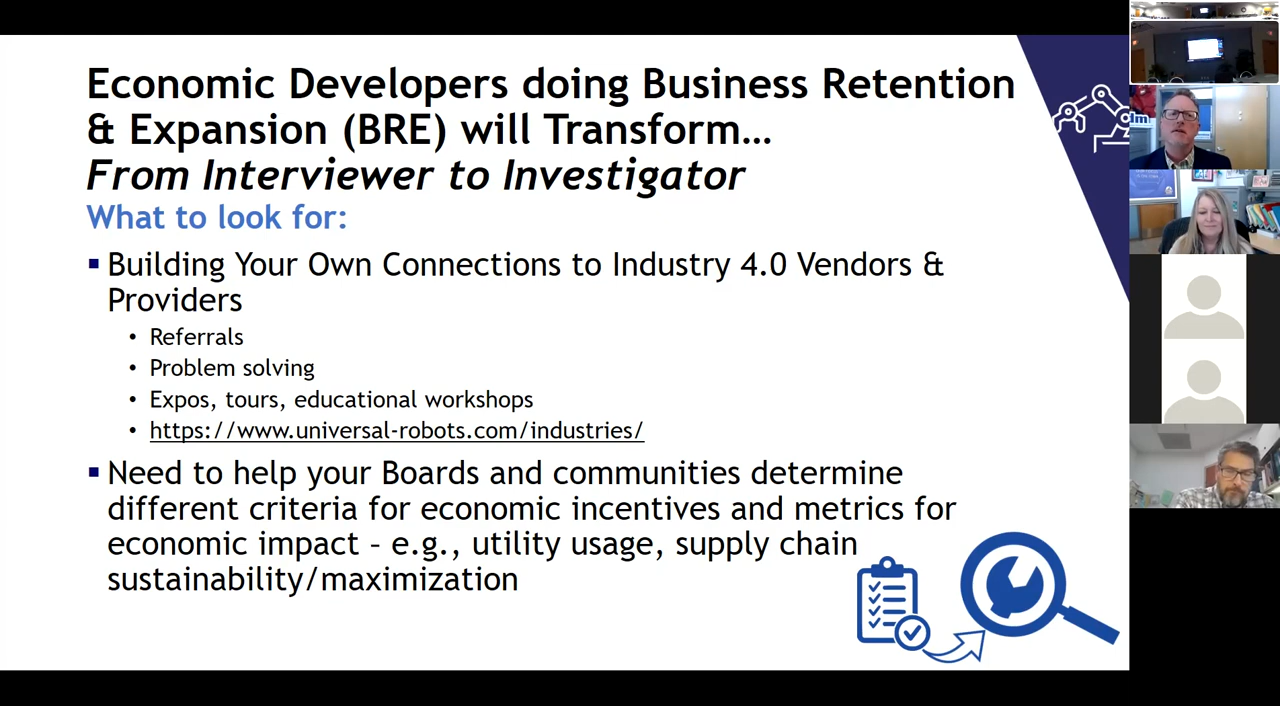 Economic Developers doing Business Retention
& Expansion (BRE) will Transform…
From Interviewer to Investigator
What to look for:
Building Your Own Connections to Industry 4.0 Vendors &
Providers
Referrals
Problem solving
Expos, tours, educational workshops
https://www.universal-robots.com/industries/
Need to help your Boards and communities determine
different criteria for economic incentives and metrics for
economic impact – e.g., utility usage, supply chain
sustainability/maximization